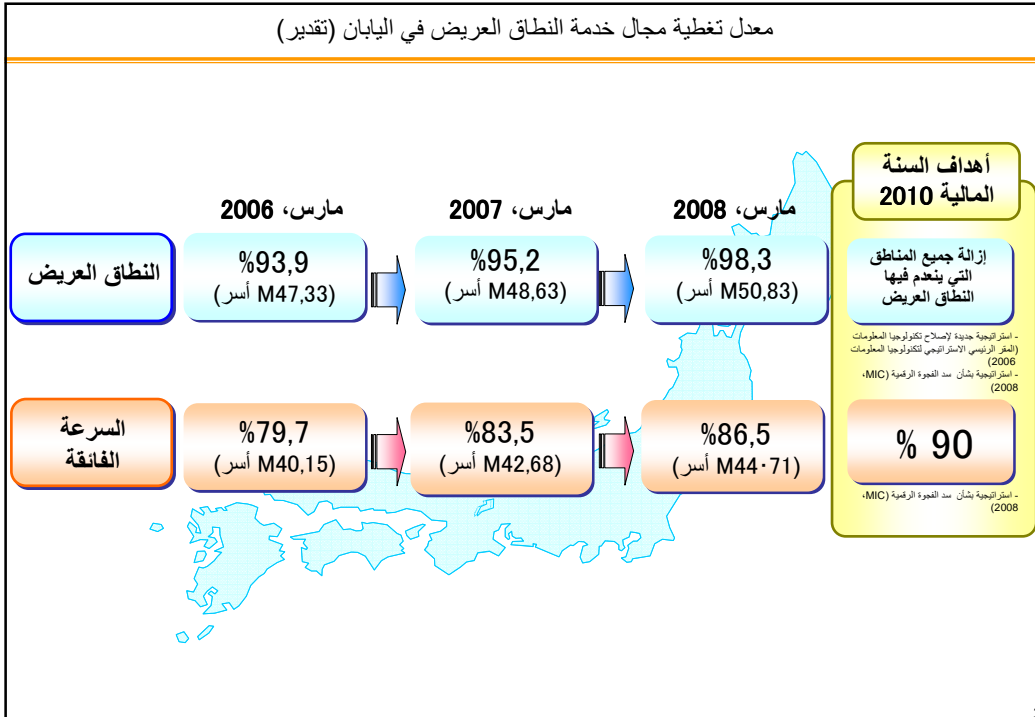 معدل تغطية مجال خدمة النطاق العريض في اليابان (تقدير)
أهداف السنة
المالية 2010
مارس، 2006
مارس، 2007
مارس، 2008
النطاق العريض
%93,9
(M47,33 أسر)
%95,2
(M48,63 أسر)
%98,3
(M50,83 أسر)
إزالة جميع المناطق
التي ينعدم فيها
النطاق العريض
- استراتيجية جديدة لإصلاح تكنولوجيا المعلومات
(المقر الرئيسي الاستراتيجي لتكنولوجيا المعلومات
2006)
- استراتيجية بشأن سد الفجوة الرقمية (MIC،
2008)
السرعة
الفائقة
%79,7
(M40,15 أسر)
%83,5
(M42,68 أسر)
%86,5
(M44·71 أسر)
% 90
- استراتيجية بشأن سد الفجوة الرقمية (MIC،
2008)